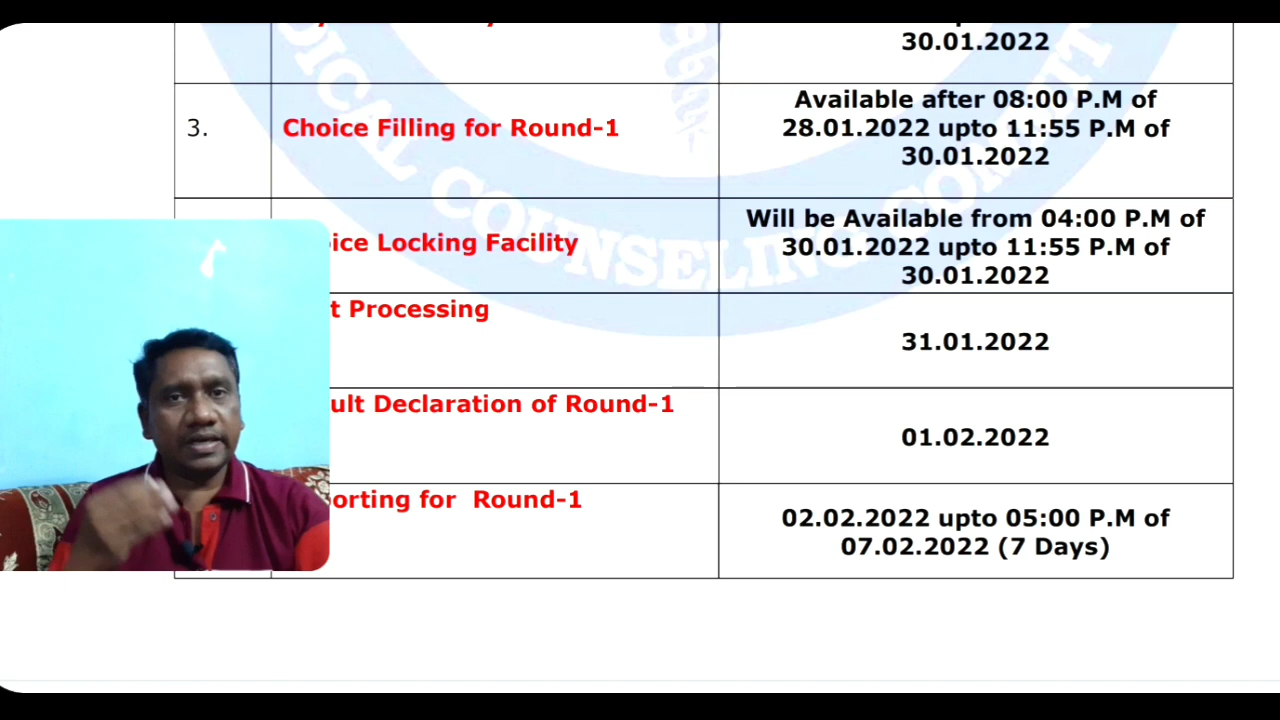 30.01.2022
3.
Choice Filling for Round-1
Available after 08:00 P.M of
28.01.2022 upto 11:55 P.M of
30.01.2022
Locking Facility
Will be Available from 04:00 P.M of
30.01.2022 upto 11:55 P.M of
30.01.2022
Processing
31.01.2022
Declaration of Round-1
01.02.2022
for Round-1
02.02.2022 upto 05:00 P.M of
07.02.2022 (7 Days)
COUNSELING